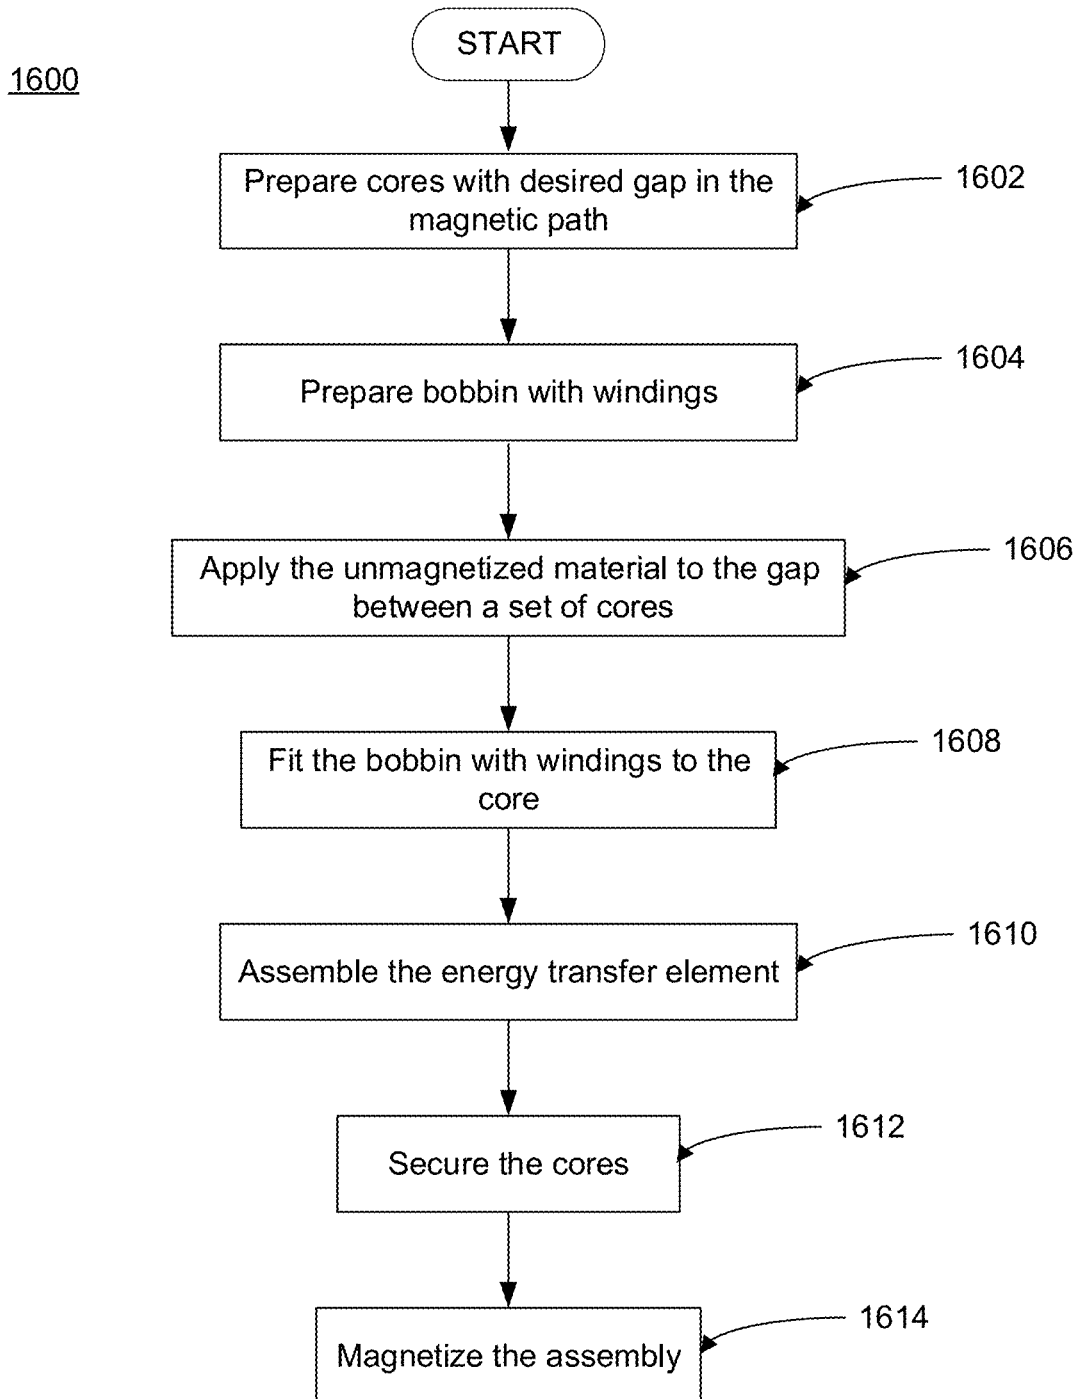 START
1600
Prepare cores with desired gap in the
magnetic path
1602
Prepare bobbin with windings
1604
Apply the unmagnetized material to the gap
between a set of cores
1606
Fit the bobbin with windings to the
core
1608
Assemble the energy transfer element
1610
Secure the cores
1612
Magnetize the assembly
1614